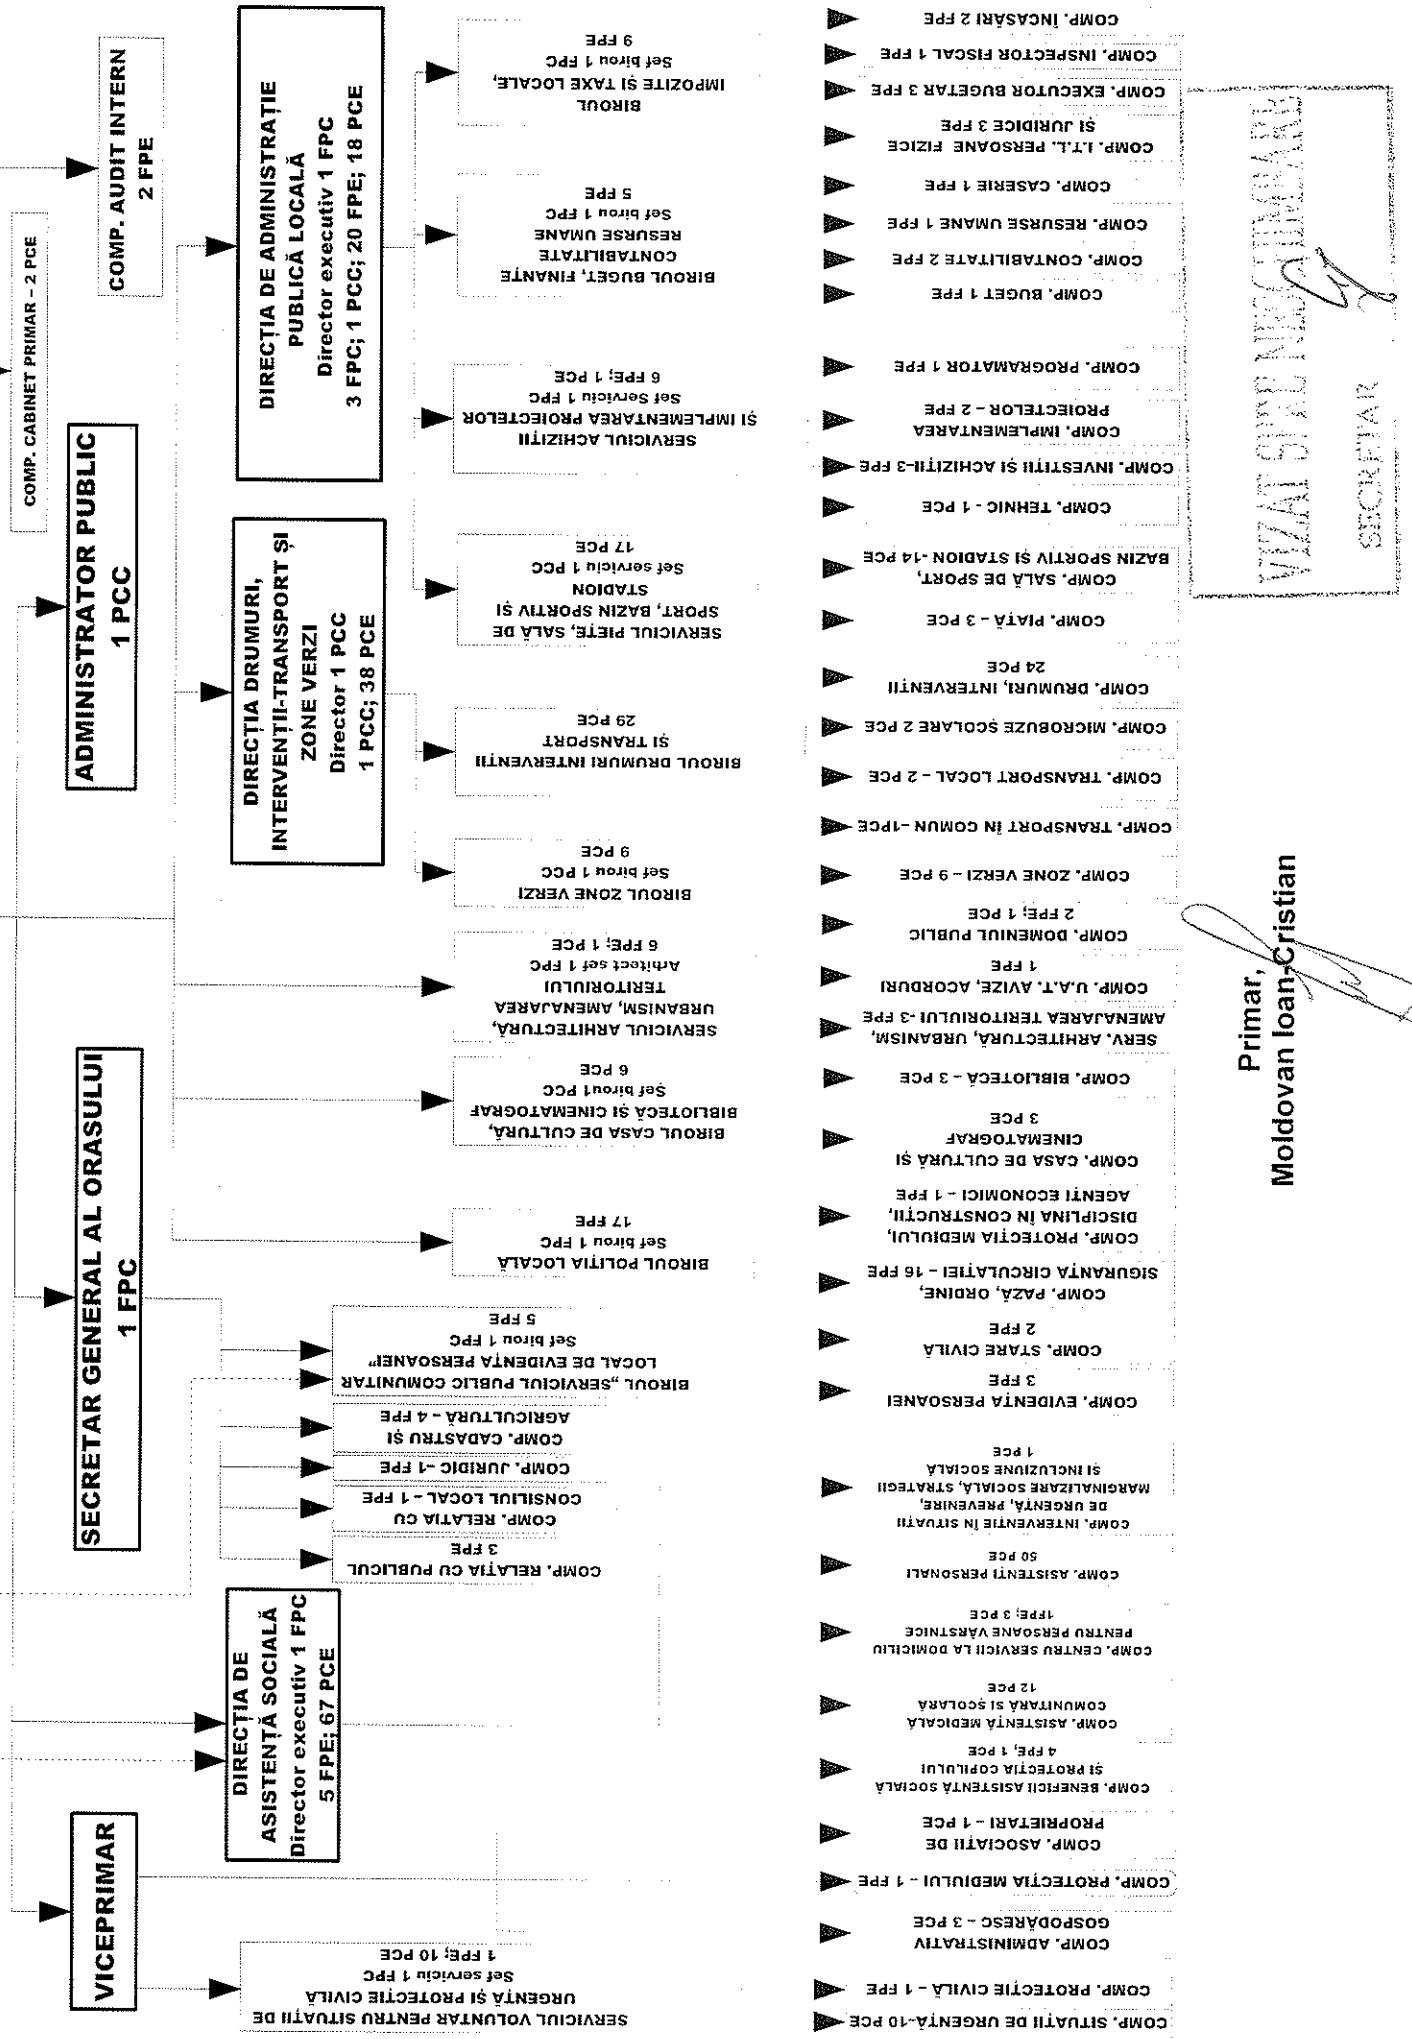 COMP. CABINET PRIMAR – 2 PCE
COMP. AUDIT INTERN
2 FPE
VICEPRIMAR
SECRETAR GENERAL AL ORASULUI
1 FPC
ADMINISTRATOR PUBLIC
1 PCC
DIRECȚIA DE
ASISTENȚĂ SOCIALĂ
Director executiv 1 FPC
5 FPE; 67 PCE
DIRECȚIA DRUMURI,
INTERVENȚII-TRANSPORT ȘI
ZONE VERZI
Director 1 PCC
1 PCC; 38 PCE
DIRECȚIA DE ADMINISTRAȚIE
PUBLICĂ LOCALĂ
Director executiv 1 FPC
3 FPC; 1 PCC; 20 FPE; 18 PCE
SERVICIUL VOLUNTAR PENTRU SITUAȚII DE
URGENȚĂ ȘI PROTECȚIE CIVILĂ
Sef serviciu 1 FPC
1 FPE; 10 PCE
COMP. RELAȚIA CU PUBLICUL
3 FPE
COMP. RELATIA CU
CONSILIUL LOCAL – 1 FPE
COMP. JURIDIC –1 FPE
COMP. CADASTRU ȘI
AGRICULTURĂ – 4 FPE
BIROUL „SERVICIUL PUBLIC COMUNITAR
LOCAL DE EVIDENȚA PERSOANEI”
Sef birou 1 FPC
5 FPE
BIROUL POLIȚIA LOCALĂ
Sef birou 1 FPC
17 FPE
BIROUL CASA DE CULTURĂ,
BIBLIOTECĂ ȘI CINEMATOGRAF
Șef birou1 PCC
6 PCE
SERVICIUL ARHITECTURĂ,
URBANISM, AMENAJAREA
TERITORIULUI
Arhitect sef 1 FPC
6 FPE; 1 PCE
BIROUL ZONE VERZI
Sef birou 1 PCC
9 PCE
BIROUL DRUMURI INTERVENȚII
ȘI TRANSPORT
29 PCE
SERVICIUL PIEȚE, SALĂ DE
SPORT, BAZIN SPORTIV ȘI
STADION
Sef serviciu 1 PCC
17 PCE
SERVICIUL ACHIZIȚII
ȘI IMPLEMENTAREA PROIECTELOR
Sef Serviciu 1 FPC
6 FPE; 1 PCE
BIROUL BUGET, FINANȚE
CONTABILITATE
RESURSE UMANE
Sef birou 1 FPC
5 FPE
BIROUL
IMPOZITE ȘI TAXE LOCALE,
Sef birou 1 FPC
9 FPE
COMP. SITUAȚII DE URGENȚĂ-10 PCE
COMP. PROTECȚIE CIVILĂ – 1 FPE
COMP. ADMINISTRATIV
GOSPODĂRESC – 3 PCE
COMP. PROTECȚIA MEDIULUI – 1 FPE
COMP. ASOCIAȚII DE
PROPRIETARI – 1 PCE
COMP. BENEFICII ASISTENȚĂ SOCIALĂ
ȘI PROTECȚIA COPILULUI
4 FPE, 1 PCE
COMP. ASISTENȚĂ MEDICALĂ
COMUNITARĂ SI ȘCOLARĂ
12 PCE
COMP. CENTRU SERVICII LA DOMICILIU
PENTRU PERSOANE VÂRSTNICE
1FPE; 3 PCE
COMP. ASISTENȚI PERSONALI
50 PCE
COMP. INTERVENȚIE ÎN SITUAȚII
DE URGENȚĂ, PREVENIRE,
MARGINALIZARE SOCIALĂ, STRATEGII
ȘI INCLUZIUNE SOCIALĂ
1 PCE
COMP. EVIDENȚA PERSOANEI
3 FPE
COMP. STARE CIVILĂ
2 FPE
COMP. PAZĂ, ORDINE,
SIGURANȚA CIRCULAȚIEI – 16 FPE
COMP. PROTECȚIA MEDIULUI,
DISCIPLINA ÎN CONSTRUCȚII,
AGENȚI ECONOMICI – 1 FPE
COMP. CASA DE CULTURĂ ȘI
CINEMATOGRAF
3 PCE
COMP. BIBLIOTECĂ – 3 PCE
SERV. ARHITECTURĂ, URBANISM,
AMENAJAREA TERITORIULUI -3 FPE
COMP. U.A.T. AVIZE, ACORDURI
1 FPE
COMP. DOMENIUL PUBLIC
2 FPE; 1 PCE
COMP. ZONE VERZI – 9 PCE
COMP. TRANSPORT ÎN COMUN –1PCE
COMP. TRANSPORT LOCAL – 2 PCE
COMP. MICROBUZE ȘCOLARE 2 PCE
COMP. DRUMURI, INTERVENȚII
24 PCE
COMP. PIAȚĂ – 3 PCE
COMP. SALĂ DE SPORT,
BAZIN SPORTIV ȘI STADION -14 PCE
COMP. TEHNIC - 1 PCE
COMP. INVESTIȚII ȘI ACHIZIȚII–3 FPE
COMP. IMPLEMENTAREA
PROIECTELOR – 2 FPE
COMP. PROGRAMATOR 1 FPE
COMP. BUGET 1 FPE
COMP. CONTABILITATE 2 FPE
COMP. RESURSE UMANE 1 FPE
COMP. CASERIE 1 FPE
COMP. I.T.L. PERSOANE FIZICE
ȘI JURIDICE 3 FPE
COMP. EXECUTOR BUGETAR 3 FPE
COMP. INSPECTOR FISCAL 1 FPE
COMP. ÎNCASĂRI 2 FPE
Primar,
Moldovan Ioan-Cristian
VIZAT SPRE NESCHIMBARE
SECRETAR